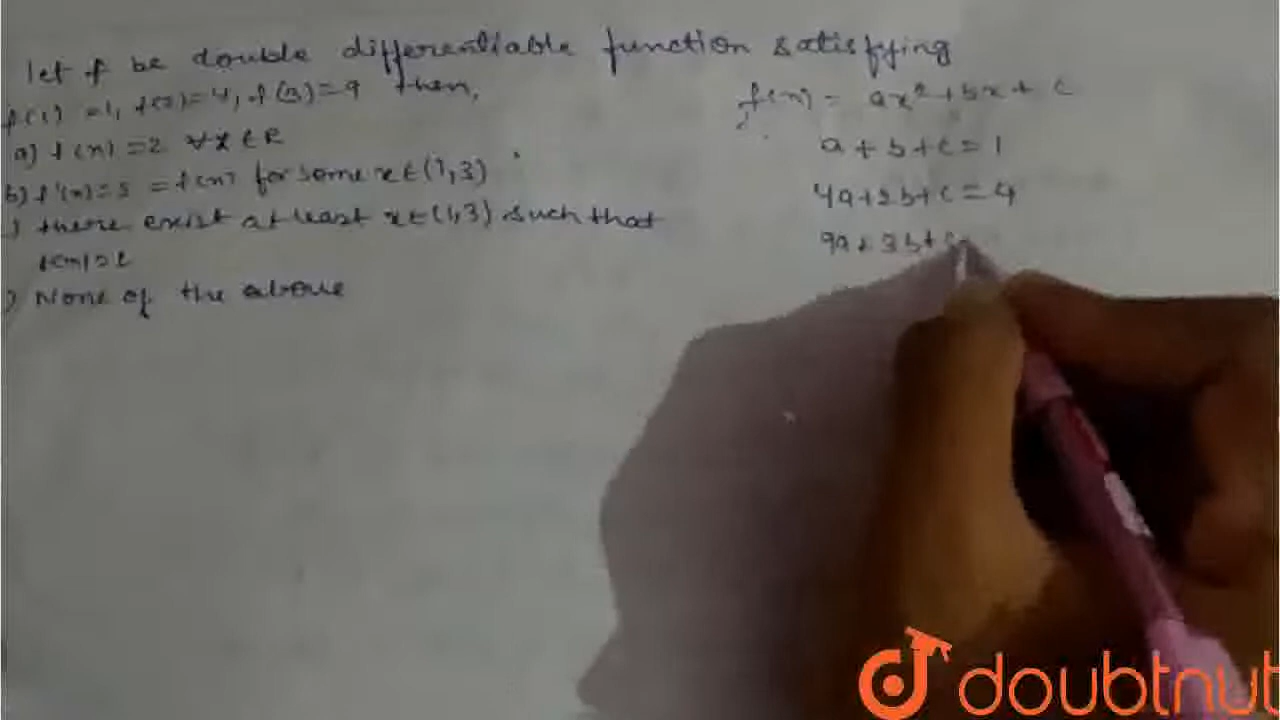 let f be double differentiable function satisfying
f(1) =1, f(2)=4, f(3)=9 then,
a) f(n) =2 ∀x ∈R
b) f'(n)=5 =f(n) for some x∈(1,3)
) there exist at least x∈(1,3) such that
) None of the above
f(n) = ax²+bx+c
a+b+c=1
4a+2b+c=4
9a+3b+c
doubtnut